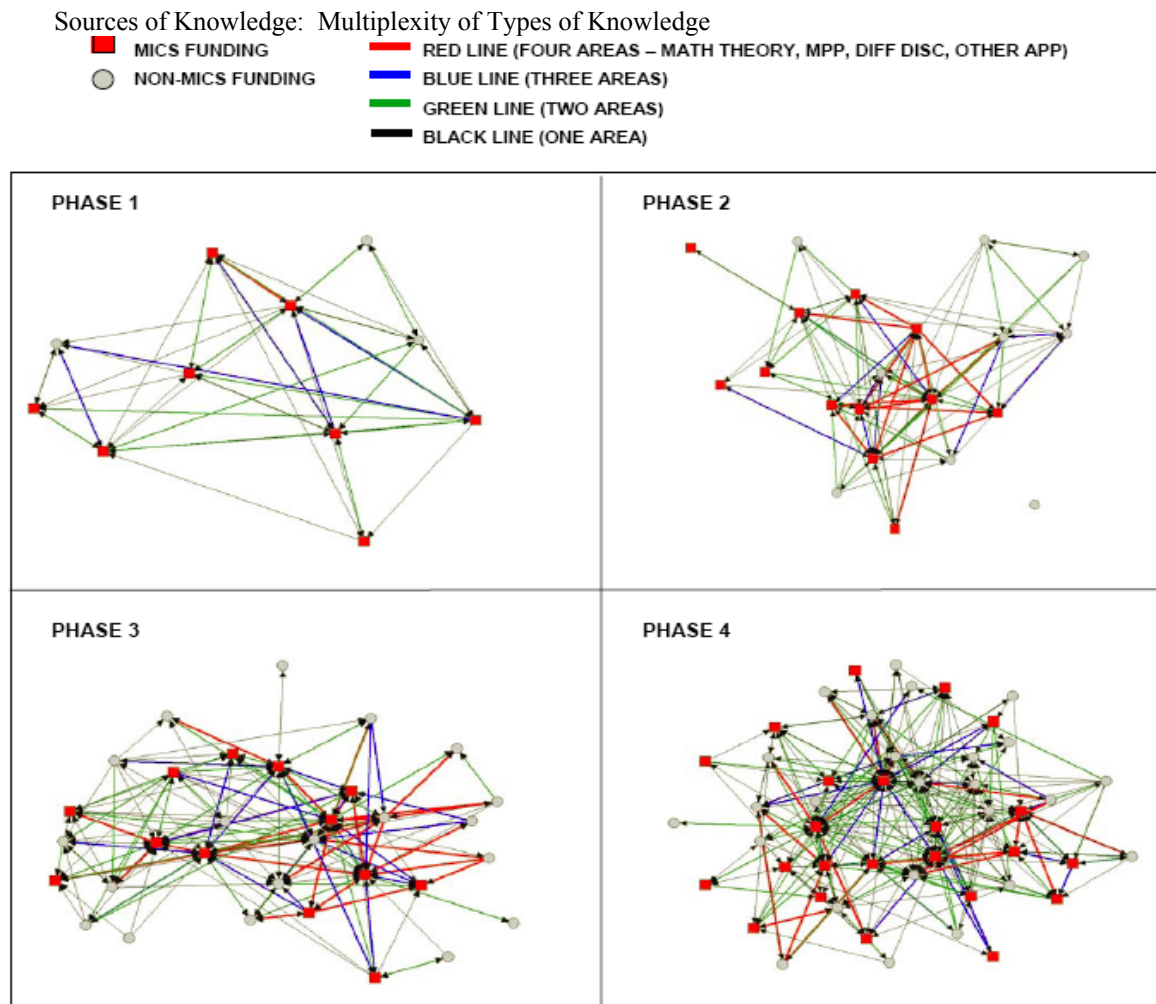 Sources of Knowledge:  Multiplexity of Types of Knowledge
MICS FUNDING
NON-MICS FUNDING
RED LINE (FOUR AREAS – MATH THEORY, MPP, DIFF DISC, OTHER APP)
BLUE LINE (THREE AREAS)
GREEN LINE (TWO AREAS)
BLACK LINE (ONE AREA)
PHASE 1
PHASE 2
PHASE 3
PHASE 4